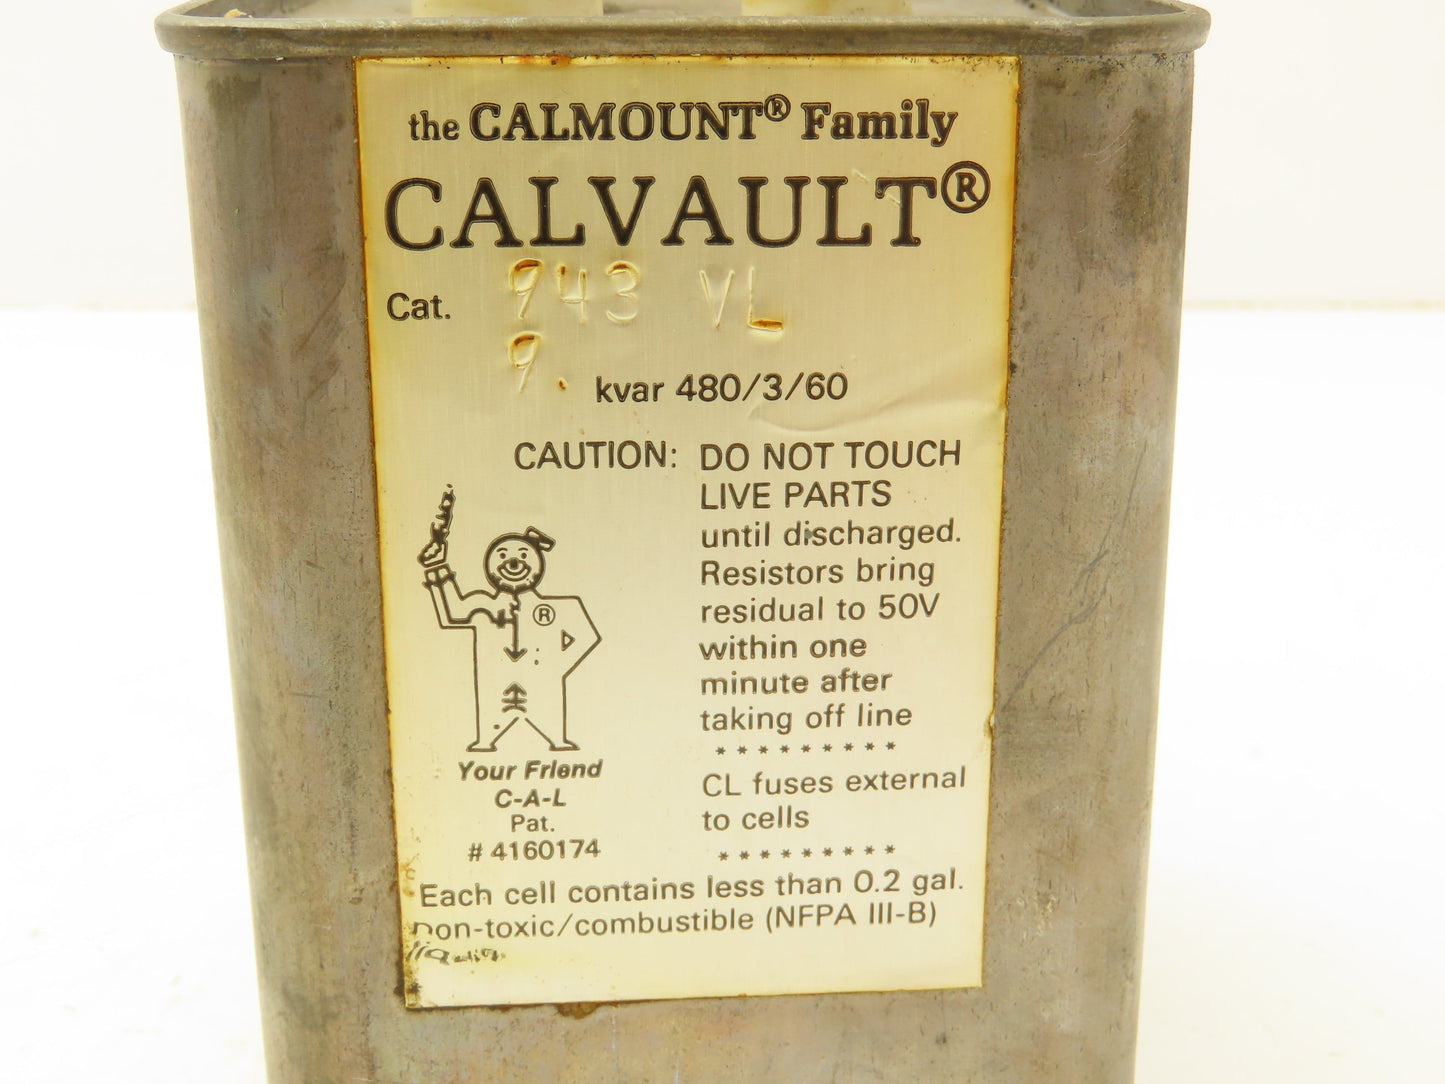 the CALMOUNT® Family
CALVAULT®
Cat. 943 VL
9. kvar 480/3/60
CAUTION: DO NOT TOUCH
LIVE PARTS
until discharged.
Resistors bring
residual to 50V
within one
minute after
taking off line
* * * * * * * * *
CL fuses external
to cells
* * * * * * * * *
®
Your Friend
C-A-L
Pat.
# 4160174
Each cell contains less than 0.2 gal.
non-toxic/combustible (NFPA III-B)